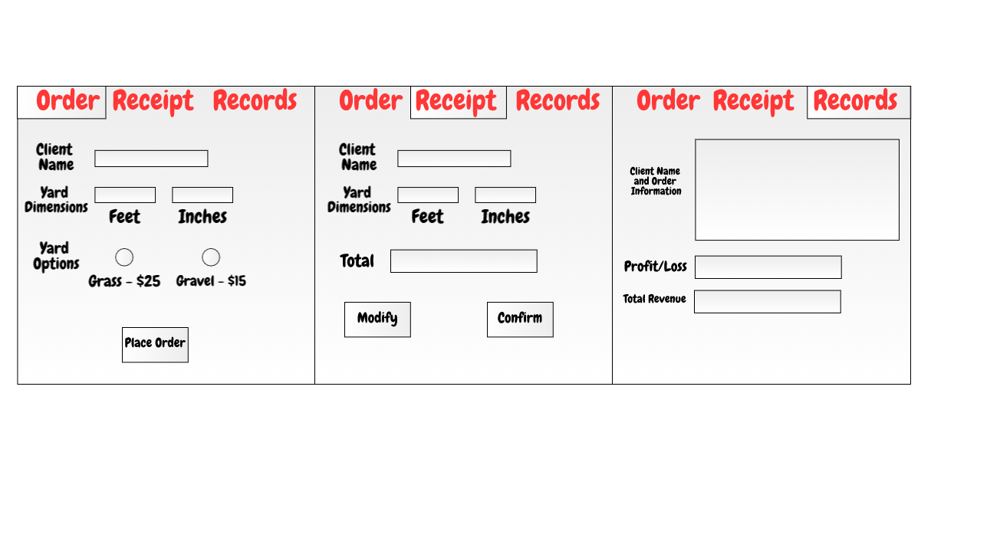 Order Receipt Records
Client
Name
Yard
Dimensions
Feet Inches
Yard
Options
Grass - $25 Gravel - $15
Place Order
Order Receipt Records
Client
Name
Yard
Dimensions
Feet Inches
Total
Modify Confirm
Order Receipt Records
Client Name
and Order
Information
Profit/Loss
Total Revenue